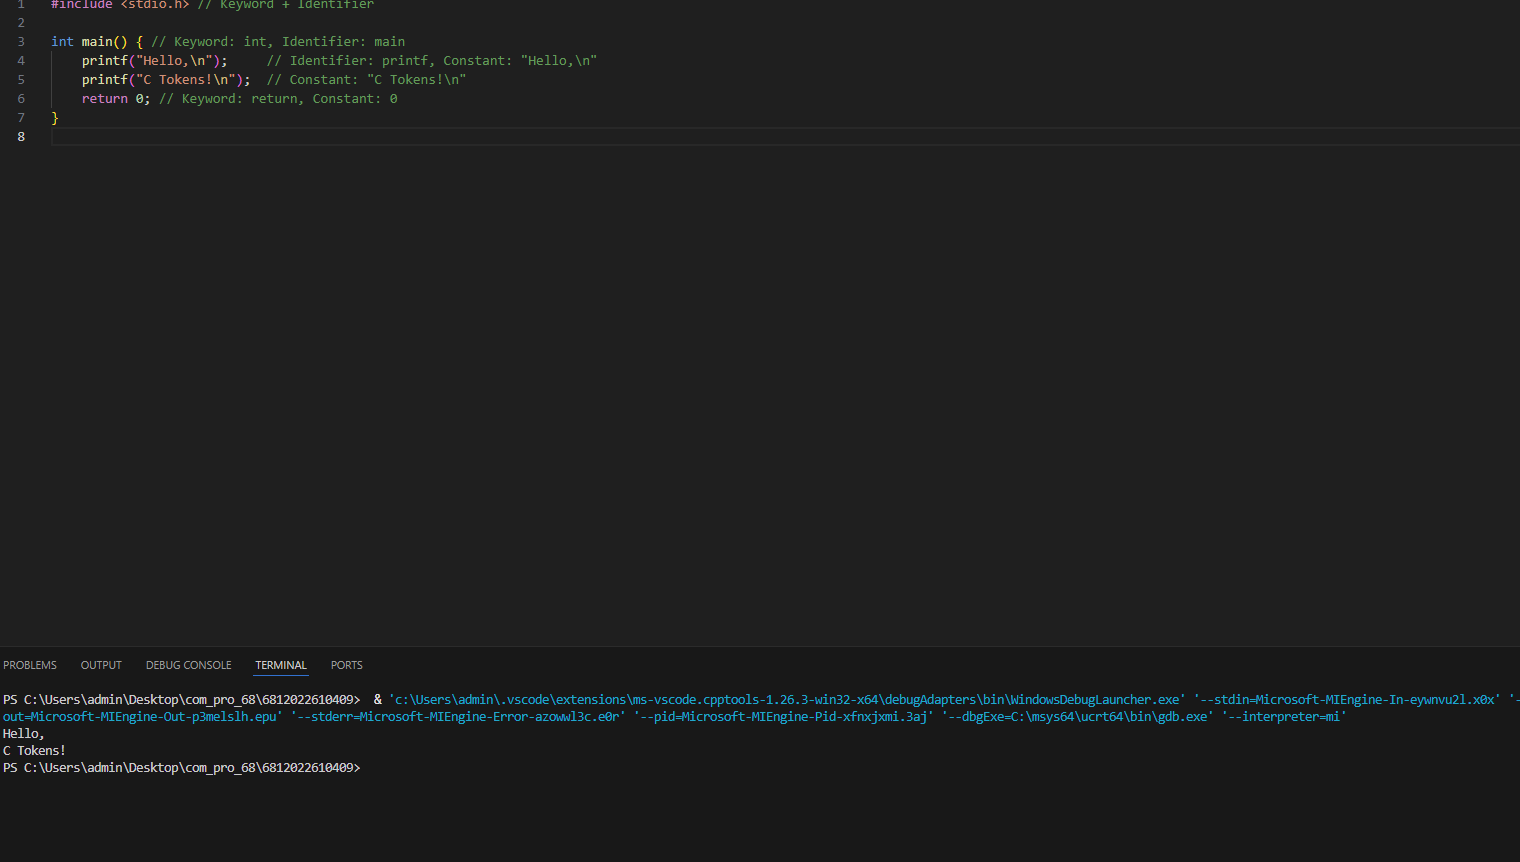 1 #include <stdio.h> // Keyword + Identifier
2
3 int main() { // Keyword: int, Identifier: main
4 printf("Hello,\n"); // Identifier: printf, Constant: "Hello,\n"
5 printf("C Tokens!\n"); // Constant: "C Tokens!\n"
6 return 0; // Keyword: return, Constant: 0
7 }
8
PROBLEMS OUTPUT DEBUG CONSOLE TERMINAL PORTS
PS C:\Users\admin\Desktop\com_pro_68\6812022610409> & 'c:\Users\admin\.vscode\extensions\ms-vscode.cpptools-1.26.3-win32-x64\debugAdapters\bin\WindowsDebugLauncher.exe' '--stdin=Microsoft-MIEngine-In-eywnvu2l.x0x' '-
out=Microsoft-MIEngine-Out-p3melslh.epu' '--stderr=Microsoft-MIEngine-Error-azowwl3c.e0r' '--pid=Microsoft-MIEngine-Pid-xfnxjxmi.3aj' '--dbgExe=C:\msys64\ucrt64\bin\gdb.exe' '--interpreter=mi'
Hello,
C Tokens!
PS C:\Users\admin\Desktop\com_pro_68\6812022610409>